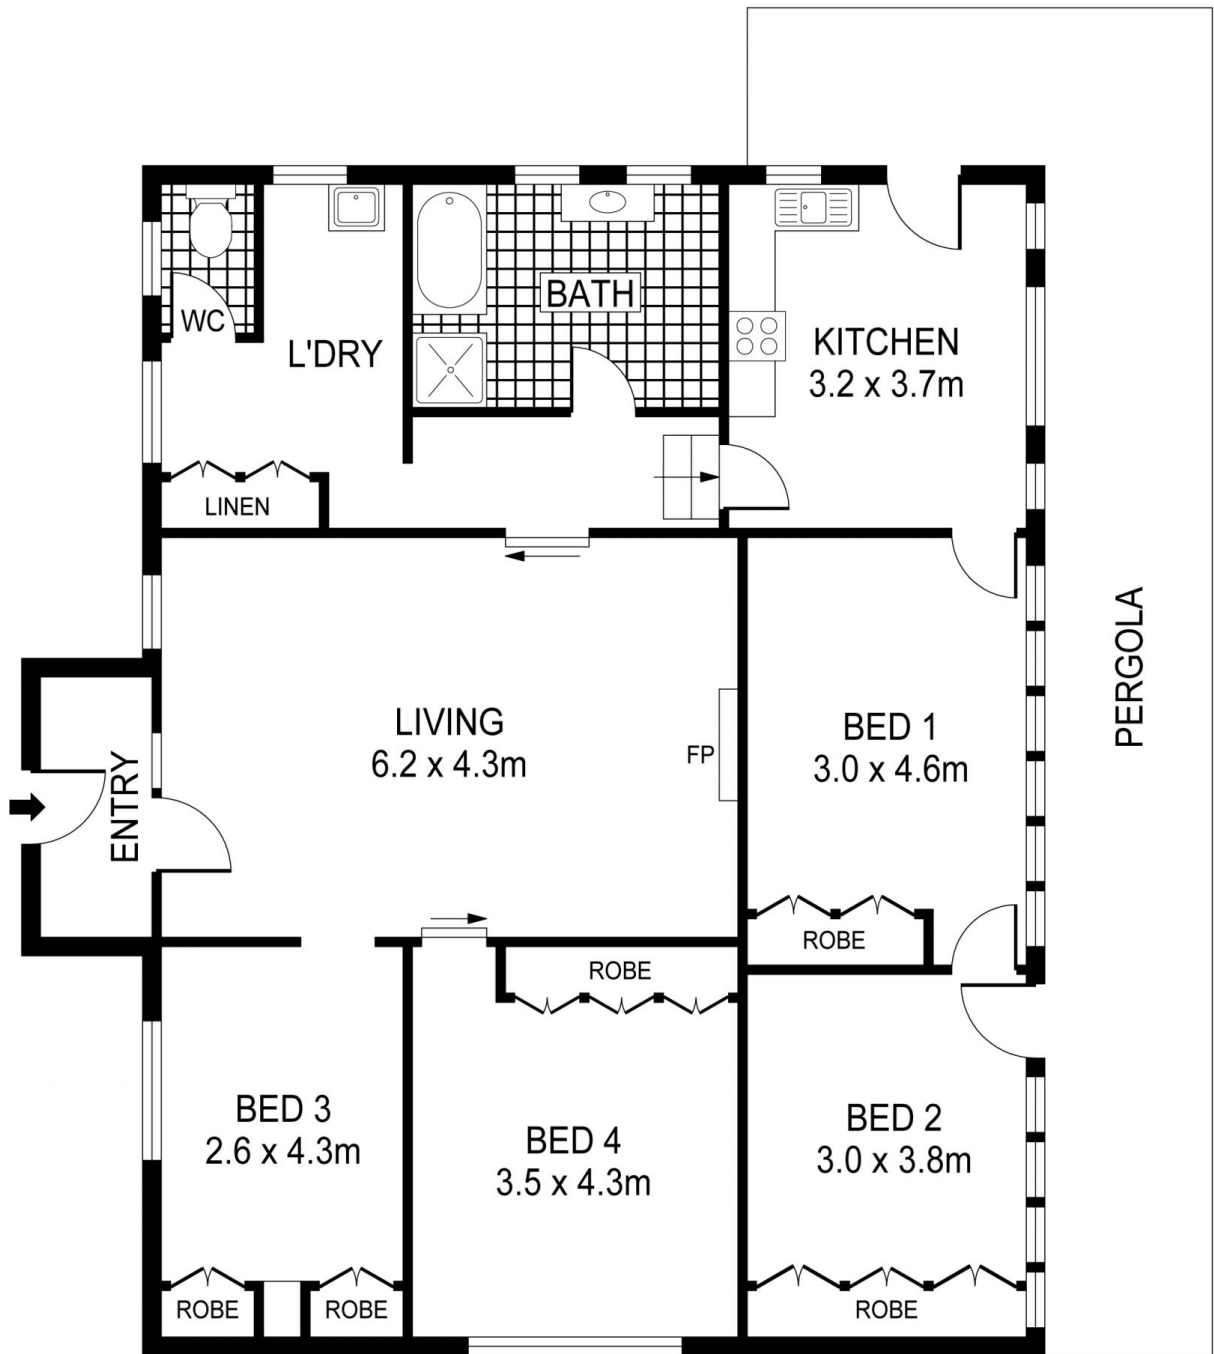 WC
L'DRY
BATH
KITCHEN
3.2 x 3.7m
LINEN
LIVING
6.2 x 4.3m
FP
BED 1
3.0 x 4.6m
PERGOLA
ENTRY
ROBE
ROBE
BED 3
2.6 x 4.3m
BED 4
3.5 x 4.3m
BED 2
3.0 x 3.8m
ROBE
ROBE
ROBE